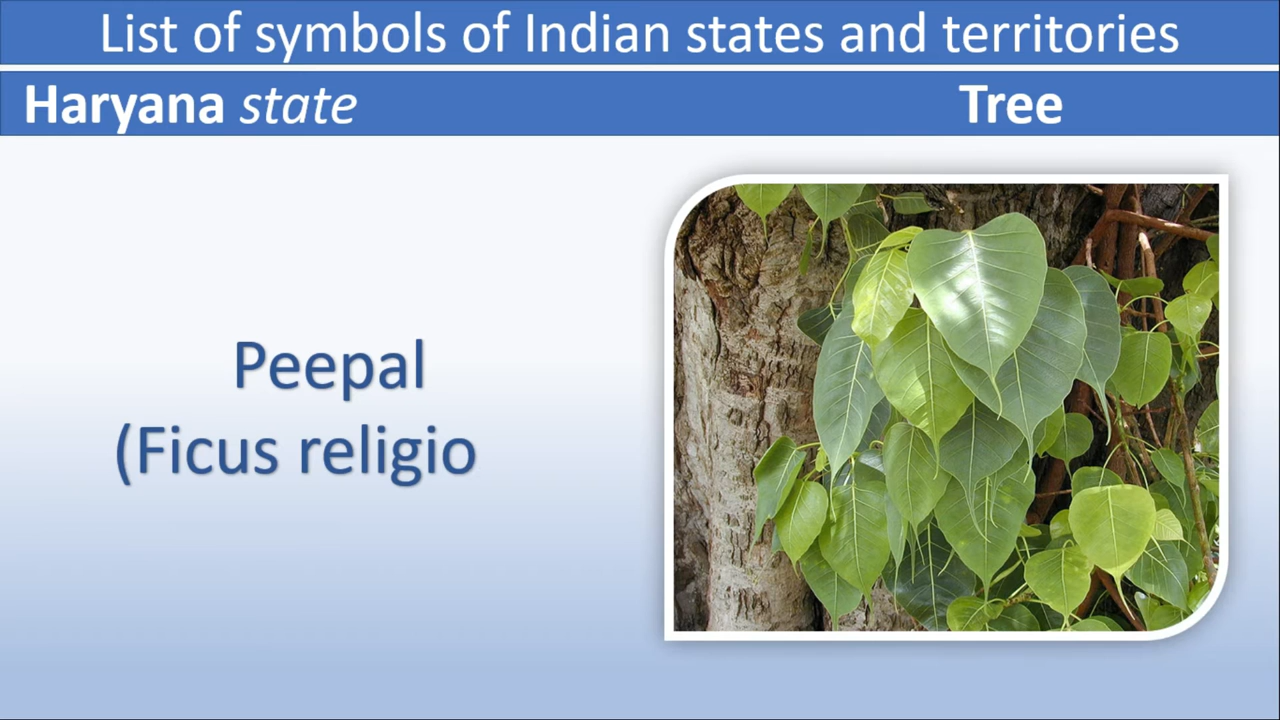 List of symbols of Indian states and territories
Haryana state Tree
Peepal
(Ficus religio